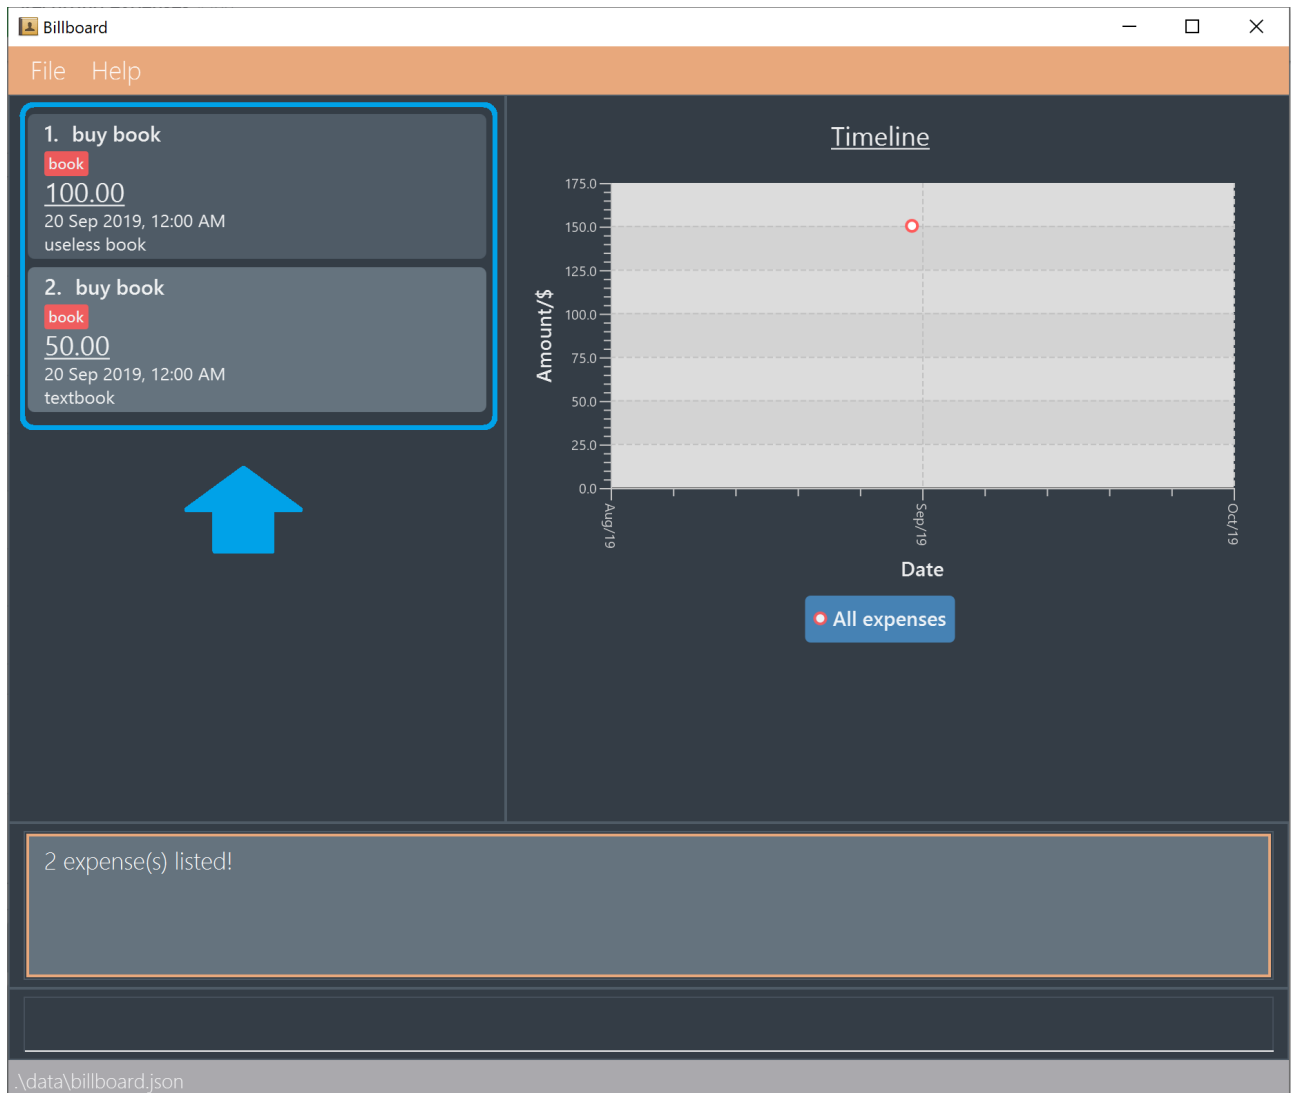 Billboard
File Help
1. buy book
book
100.00
20 Sep 2019, 12:00 AM
useless book
2. buy book
book
50.00
20 Sep 2019, 12:00 AM
textbook
Timeline
175.0
150.0
125.0
100.0
75.0
50.0
25.0
0.0
Amount/$
Aug/19
Sep/19
Oct/19
Date
All expenses
2 expense(s) listed!
.\data\billboard.json